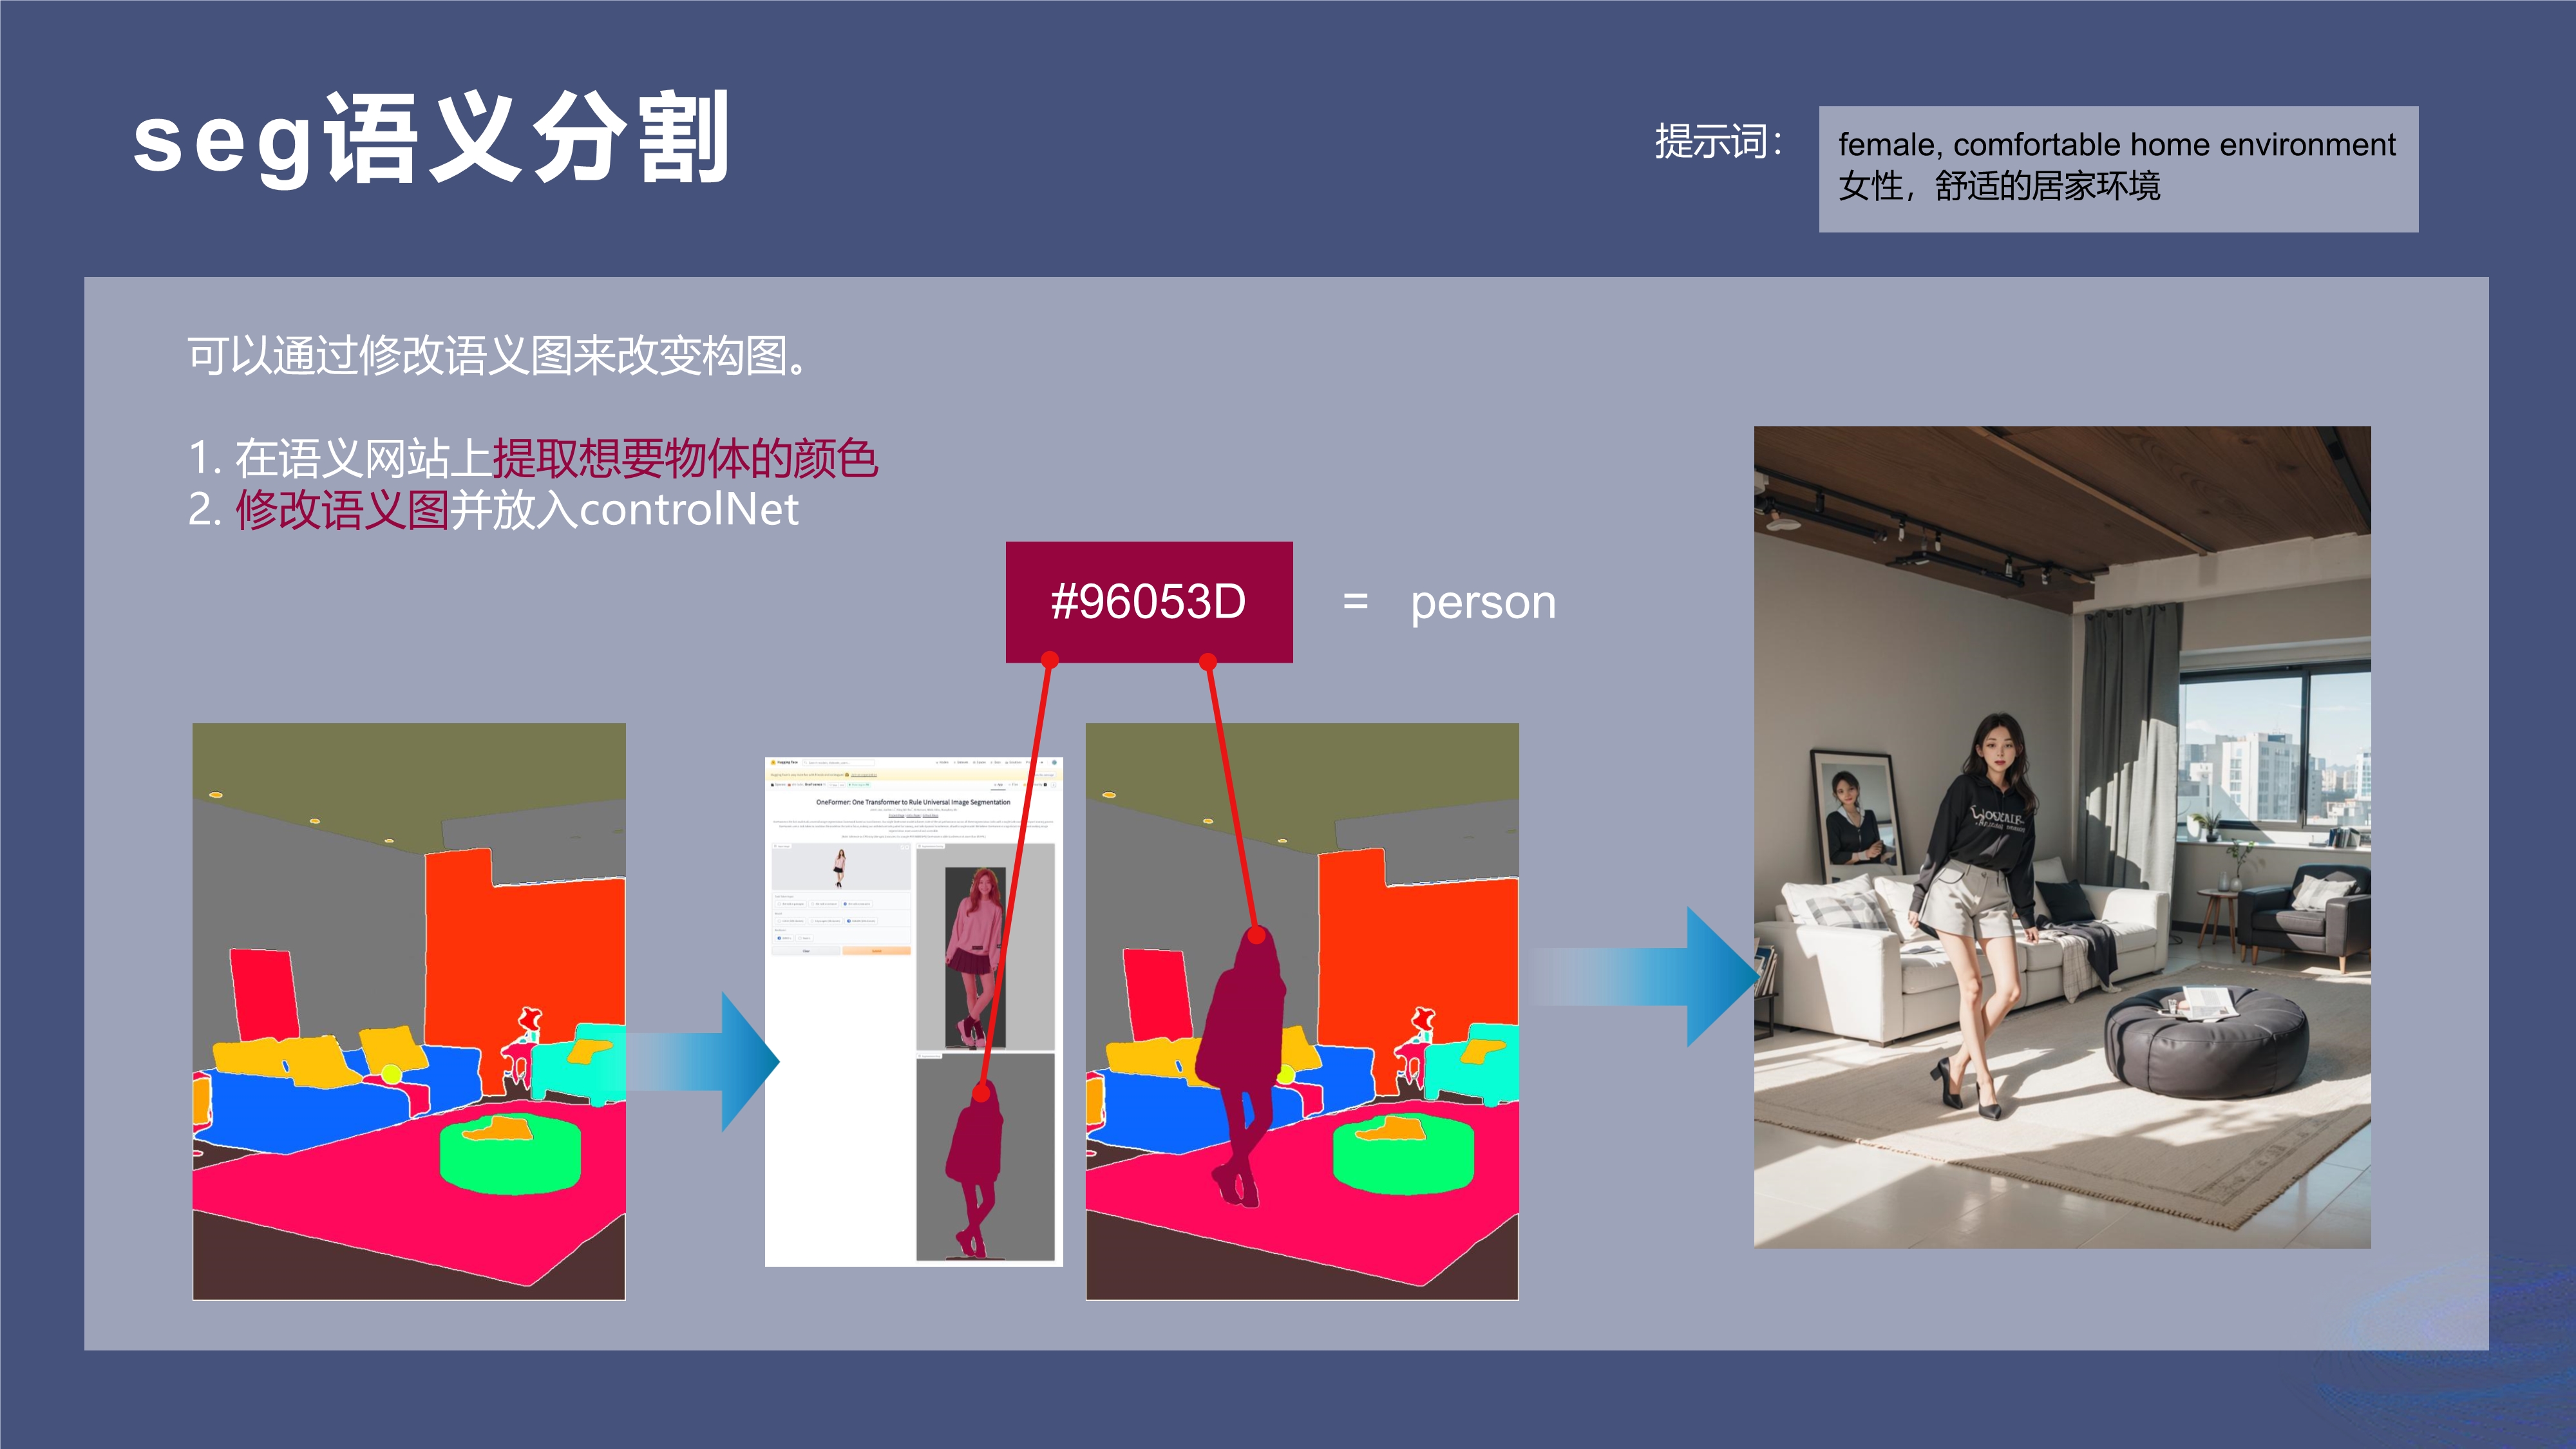 seg语义分割
提示词：
female, comfortable home environment
女性，舒适的居家环境
可以通过修改语义图来改变构图。
1. 在语义网站上提取想要物体的颜色
2. 修改语义图并放入controlNet
#96053D = person
OneFormer: One Transformer to Rule Universal Image Segmentation